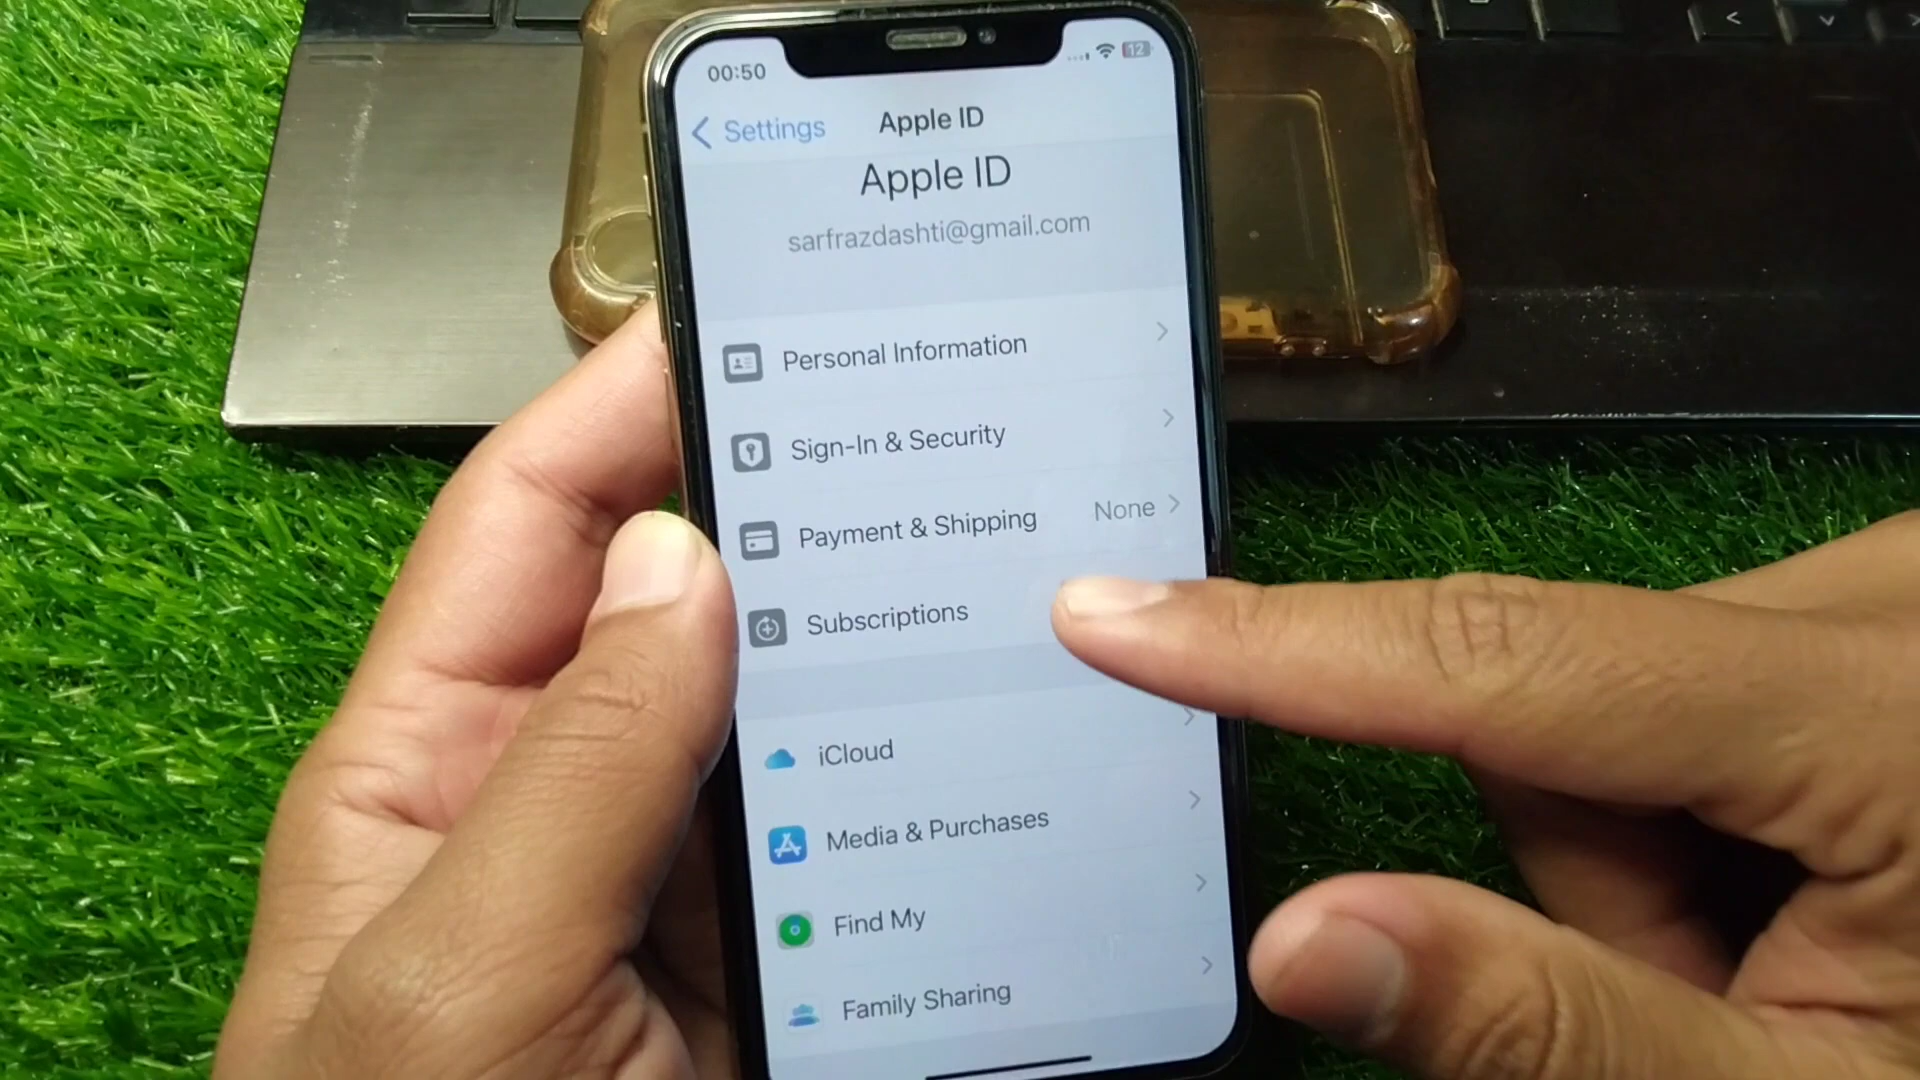 00:50
12
Settings
Apple ID
Apple ID
sarfrazdashti@gmail.com
Personal Information
Sign-In & Security
Payment & Shipping
None
Subscriptions
iCloud
Media & Purchases
Find My
Family Sharing